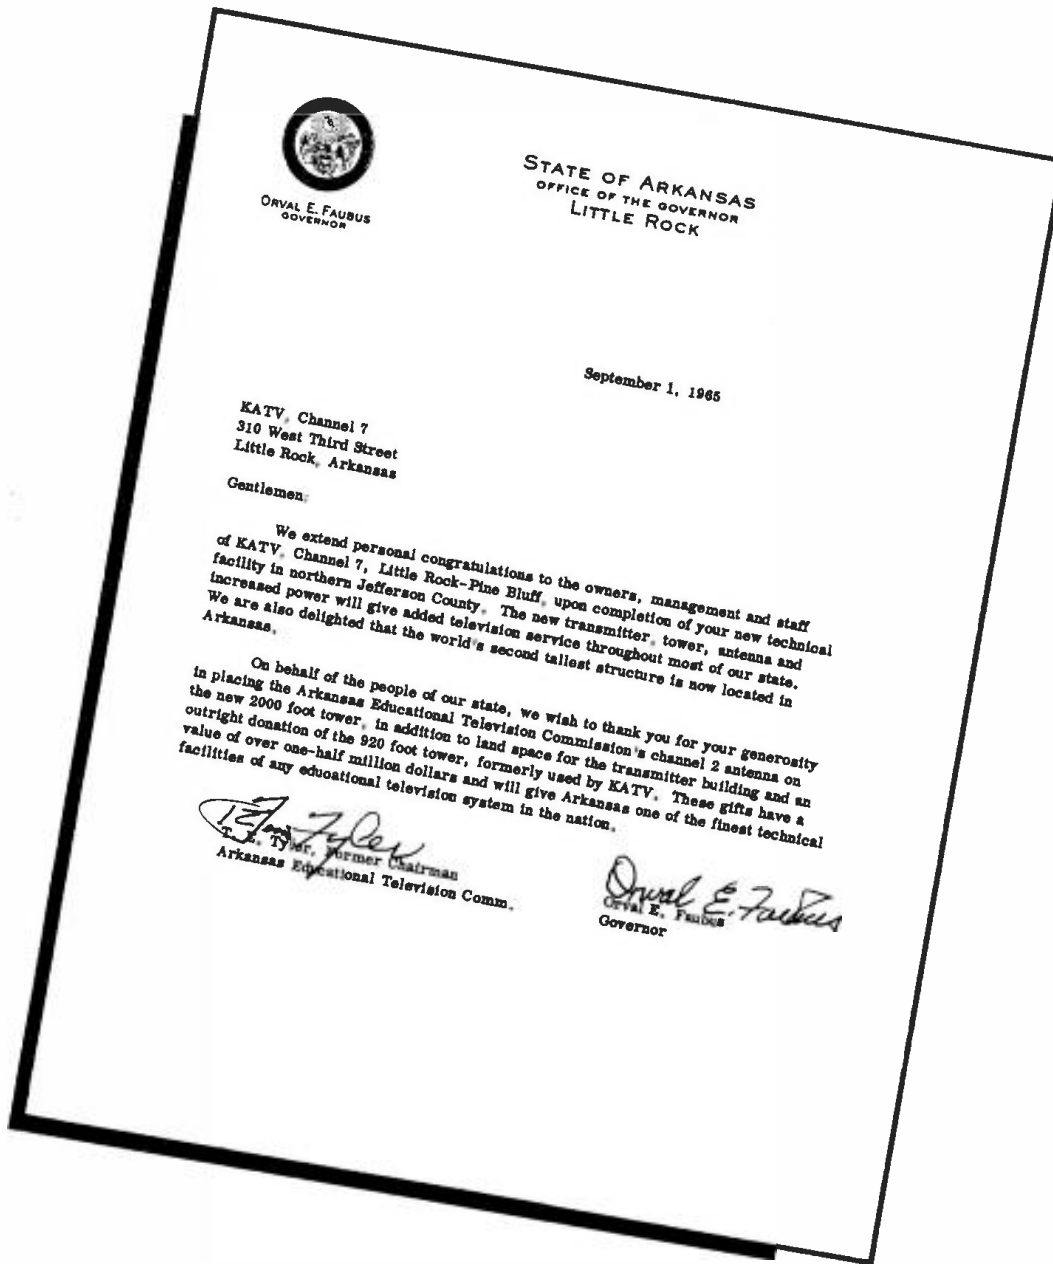 ORVAL E. FAUBUS
GOVERNOR
STATE OF ARKANSAS
OFFICE OF THE GOVERNOR
LITTLE ROCK
September 1, 1965
KATV, Channel 7
310 West Third Street
Little Rock, Arkansas
Gentlemen:
We extend personal congratulations to the owners, management and staff
of KATV, Channel 7, Little Rock-Pine Bluff, upon completion of your new technical
facility in northern Jefferson County. The new transmitter, tower, antenna and
increased power will give added television service throughout most of our state.
We are also delighted that the world's second tallest structure is now located in
Arkansas.
On behalf of the people of our state, we wish to thank you for your generosity
in placing the Arkansas Educational Television Commission's channel 2 antenna on
the new 2000 foot tower, in addition to land space for the transmitter building and an
outright donation of the 920 foot tower, formerly used by KATV. These gifts have a
value of over one-half million dollars and will give Arkansas one of the finest technical
facilities of any educational television system in the nation.
Tyler
Tyler, Former Chairman
Arkansas Educational Television Comm.
Orval E. Faubus
Orval E. Faubus
Governor